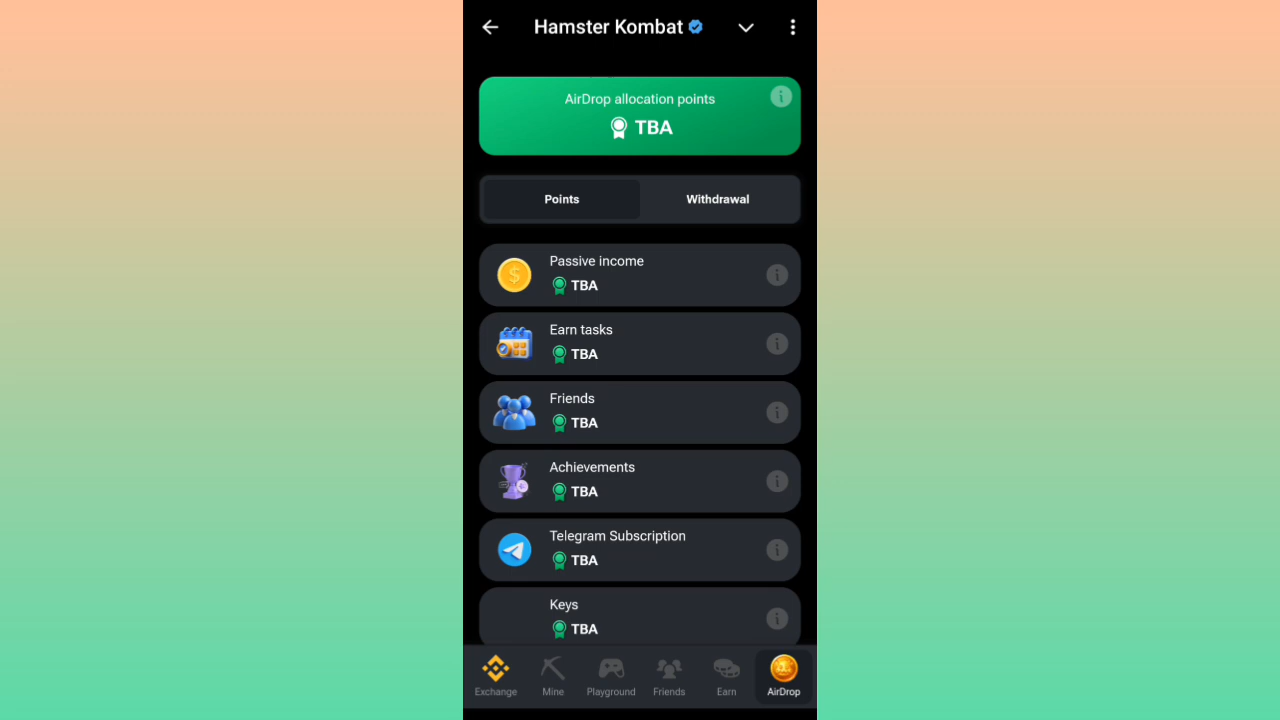 Hamster Kombat
AirDrop allocation points
TBA
Points
Withdrawal
Passive income
TBA
Earn tasks
TBA
Friends
TBA
Achievements
TBA
Telegram Subscription
TBA
Keys
TBA
Exchange
Mine
Playground
Friends
Earn
AirDrop